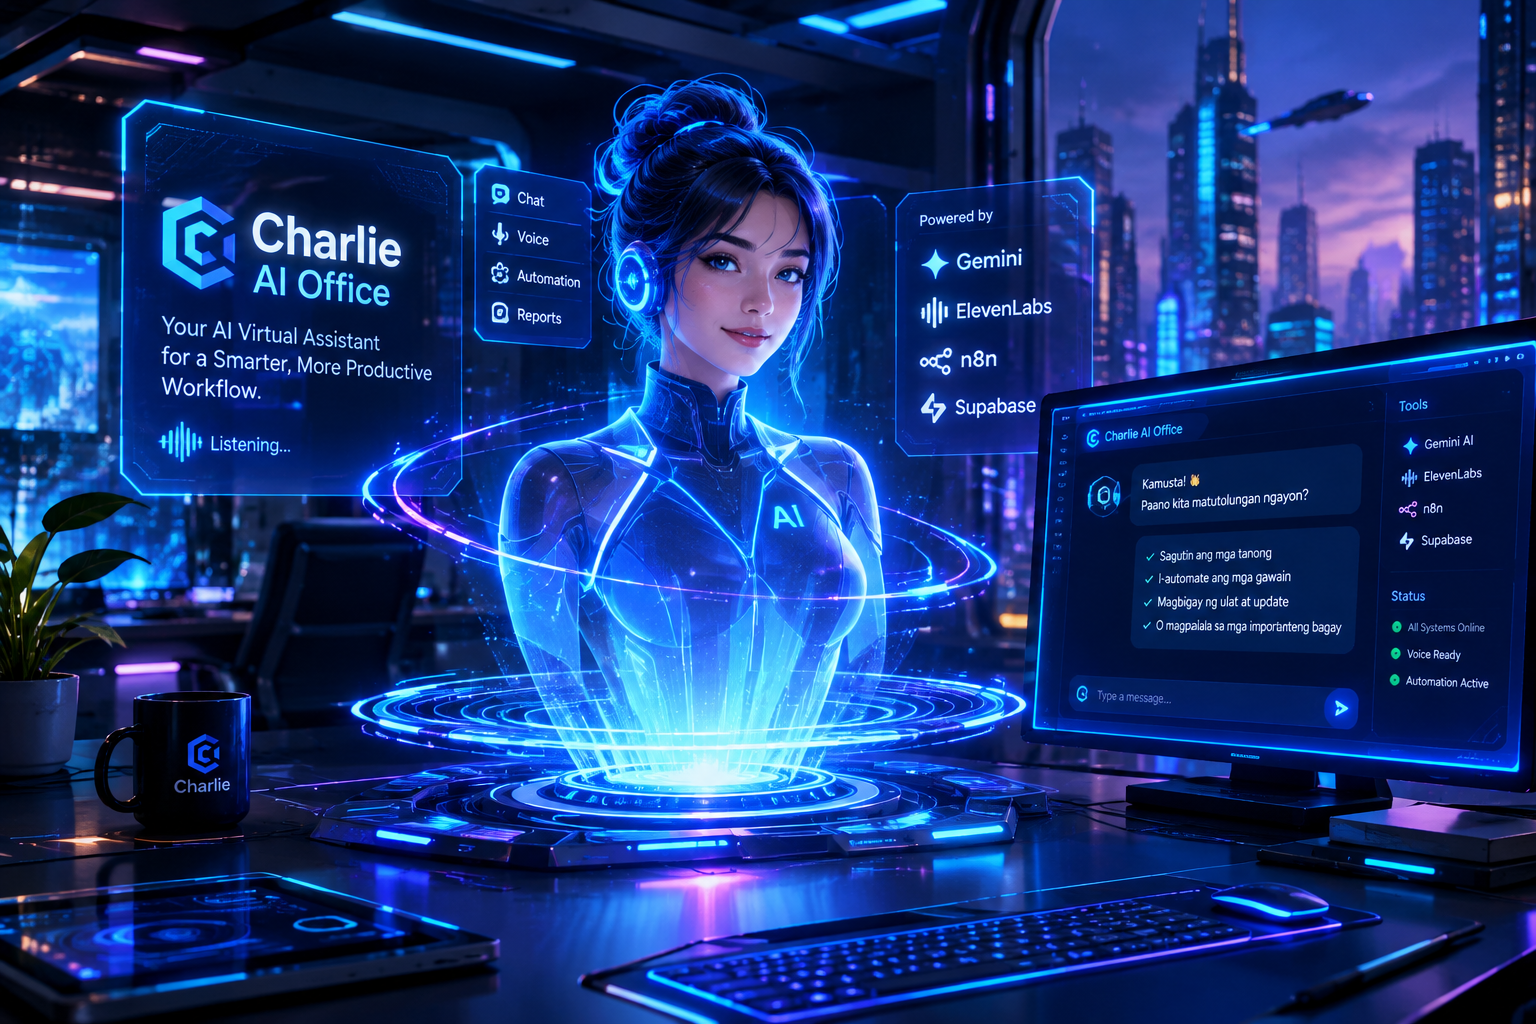 Charlie
AI Office
Your AI Virtual Assistant
for a Smarter, More Productive
Workflow.
Listening...
Chat
Voice
Automation
Reports
AI
Powered by
Gemini
ElevenLabs
n8n
Supabase
Charlie AI Office
Kamusta! 👋
Paano kita matutolungan ngayon?
✓ Sagutin ang mga tanong
✓ I-automate ang mga gawain
✓ Magbigay ng ulat at update
✓ O magpalala sa mga importanteng bagay
Type a message...
Tools
Gemini AI
ElevenLabs
n8n
Supabase
Status
All Systems Online
Voice Ready
Automation Active
Charlie